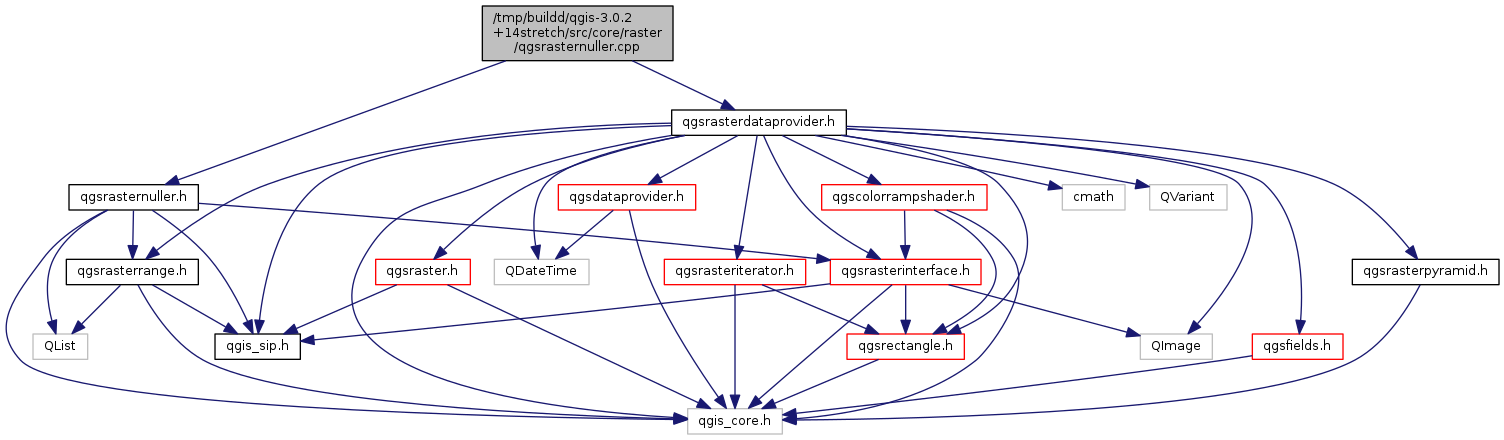 /tmp/buildd/qgis-3.0.2
+14stretch/src/core/raster
/qgsrasternuller.cpp
qgsrasterdataprovider.h
qgsrasternuller.h
qgsdataprovider.h
qgscolorrampshader.h
cmath
QVariant
qgsrasterrange.h
qgsraster.h
QDateTime
qgsrasteriterator.h
qgsrasterinterface.h
qgsrasterpyramid.h
QList
qgis_sip.h
qgsrectangle.h
QImage
qgsfields.h
qgis_core.h